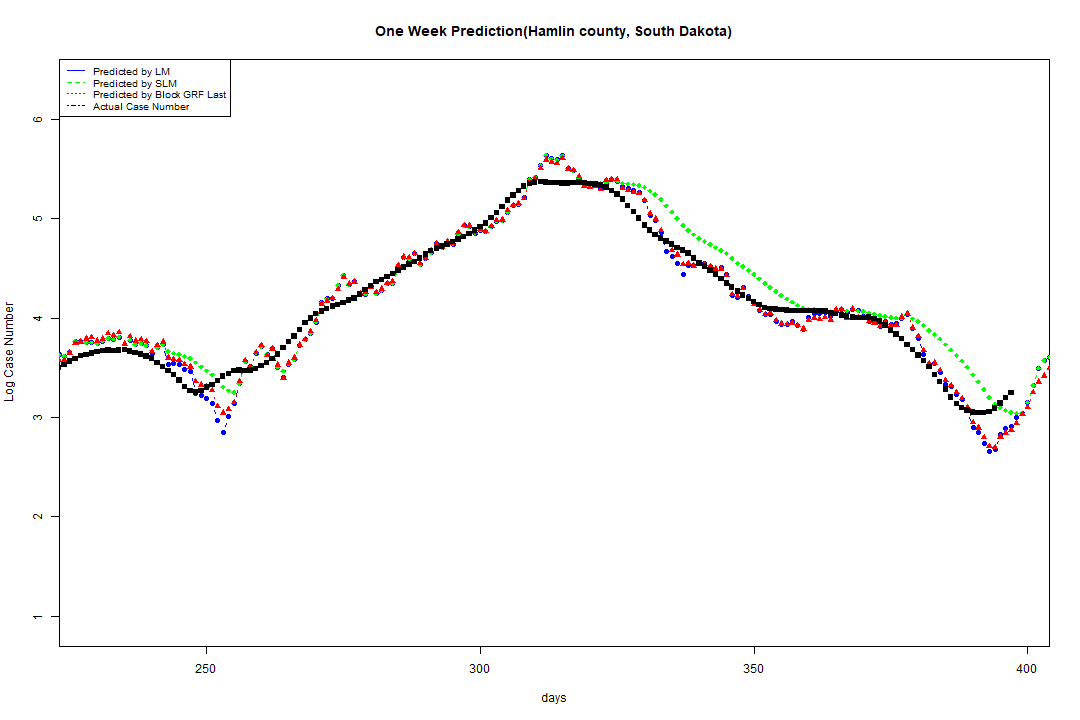 One Week Prediction(Hamlin county, South Dakota)
Predicted by LM
Predicted by SLM
Predicted by Block GRF Last
Actual Case Number
6
5
4
3
2
1
Log Case Number
250 300 350 400
days